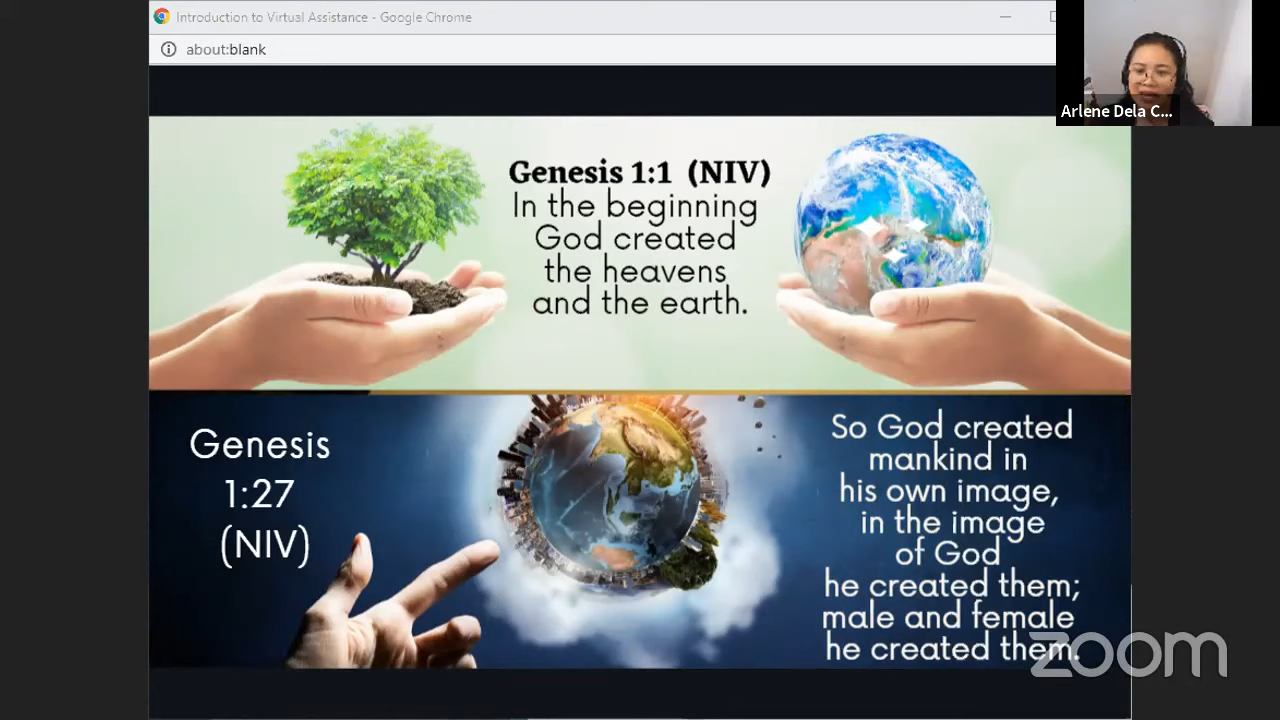 Introduction to Virtual Assistance - Google Chrome
about:blank
Arlene Dela C...
Genesis 1:1 (NIV)
In the beginning
God created
the heavens
and the earth.
Genesis
1:27
(NIV)
So God created
mankind in
his own image,
in the image
of God
he created them;
male and female
he created them.
zoom